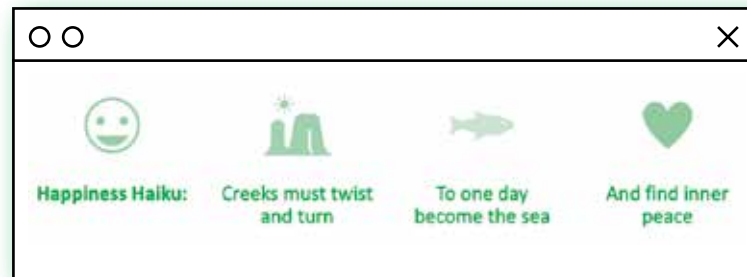 Happiness Haiku:
Creeks must twist
and turn
To one day
become the sea
And find inner
peace